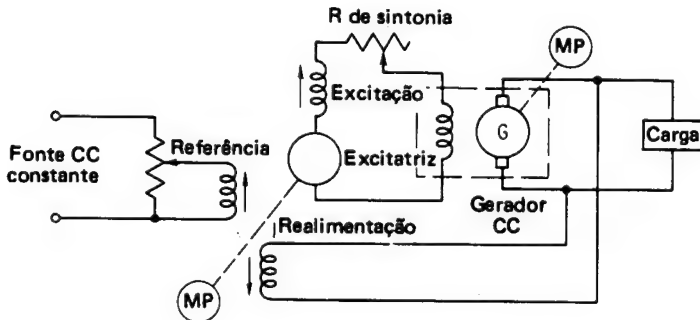 R de sintonia
MP
Excitação
Referência
Fonte CC
constante
Excitatriz
G
Carga
Gerador
CC
Realimentação
MP